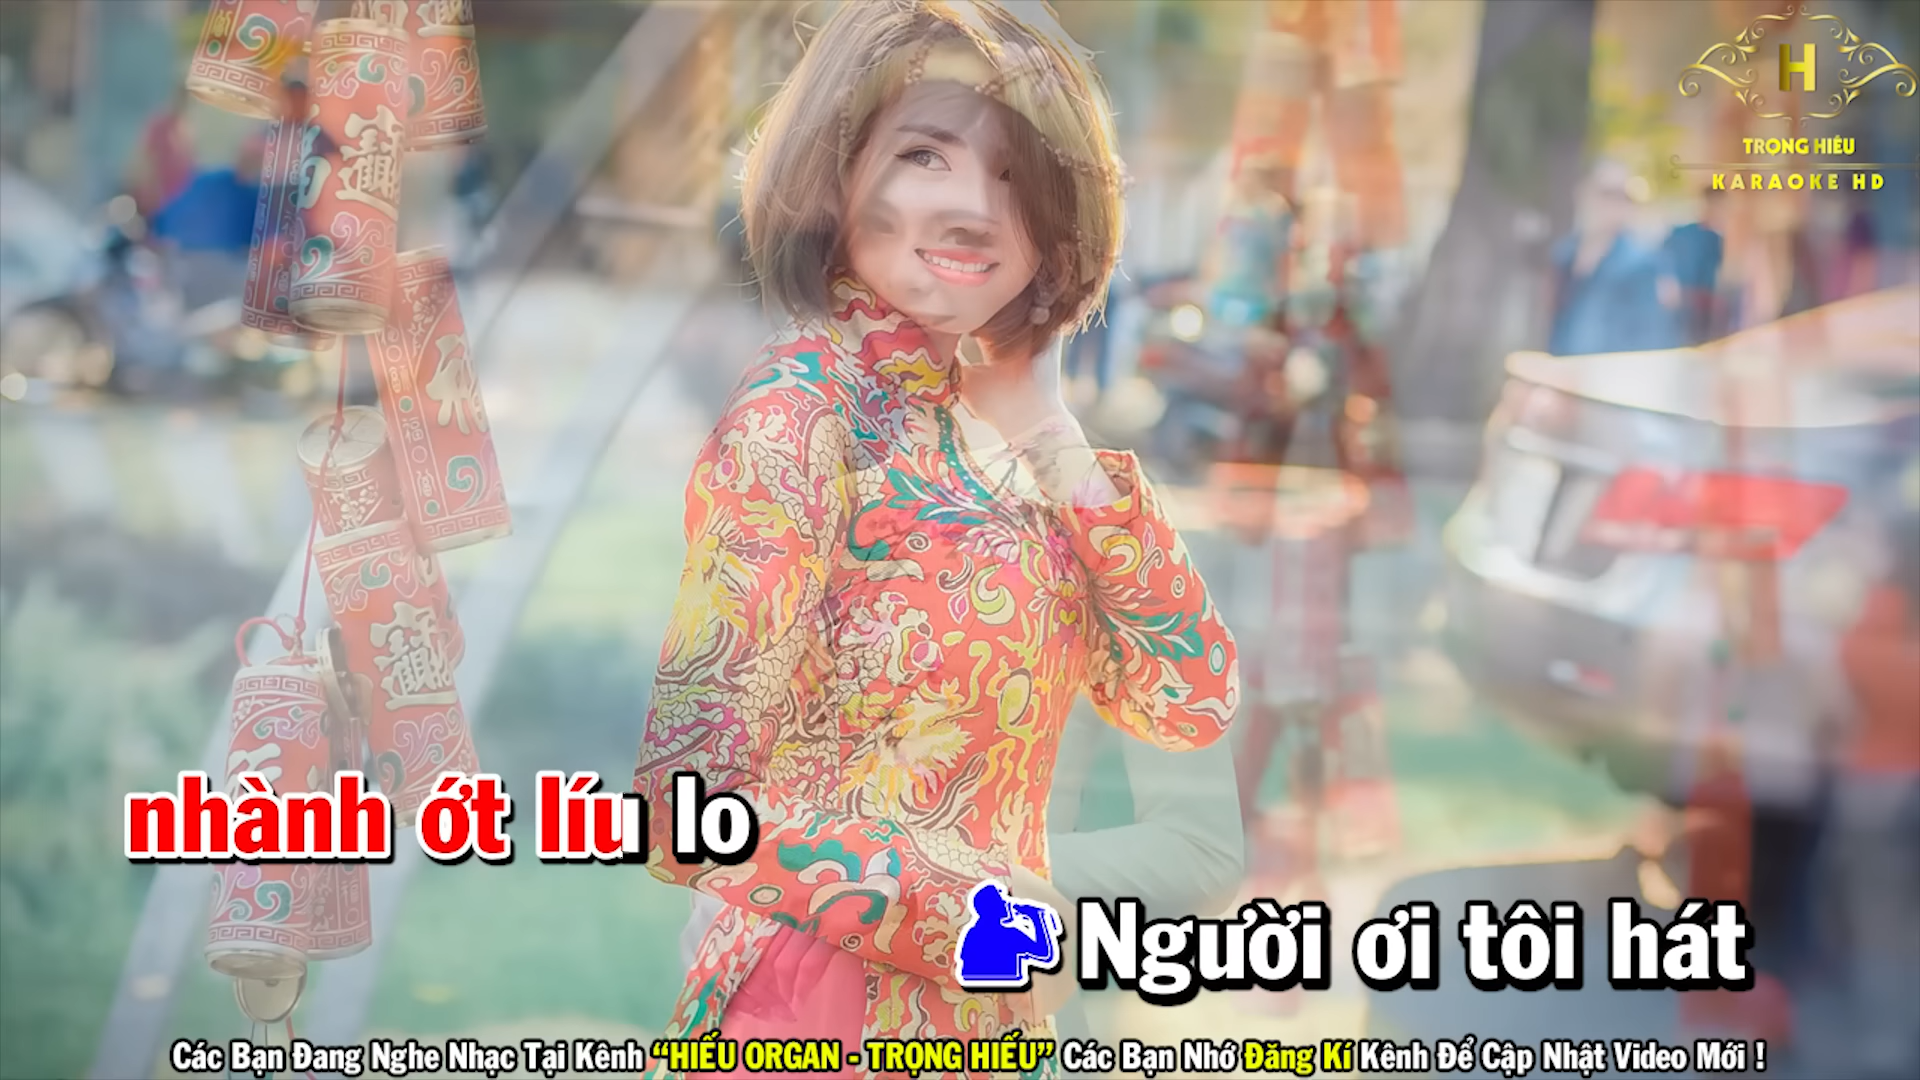 H
TRỌNG HIẾU
KARAOKE HD
nhành ớt líu lo
Người ơi tôi hát
Các Bạn Đang Nghe Nhạc Tại Kênh “HIẾU ORGAN - TRỌNG HIẾU” Các Bạn Nhớ Đăng Kí Kênh Để Cập Nhật Video Mới !